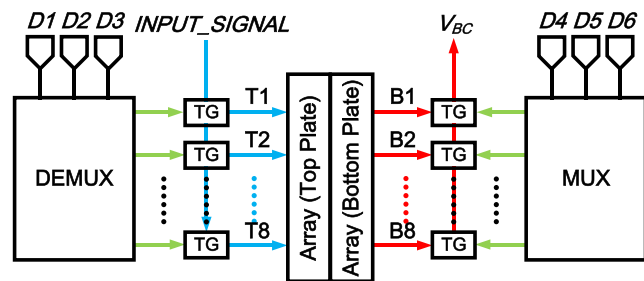 D1 D2 D3 INPUT_SIGNAL V_BC D4 D5 D6
TG T1 B1 TG
TG T2 B2 TG
DEMUX Array (Top Plate) Array (Bottom Plate) MUX
TG T8 B8 TG